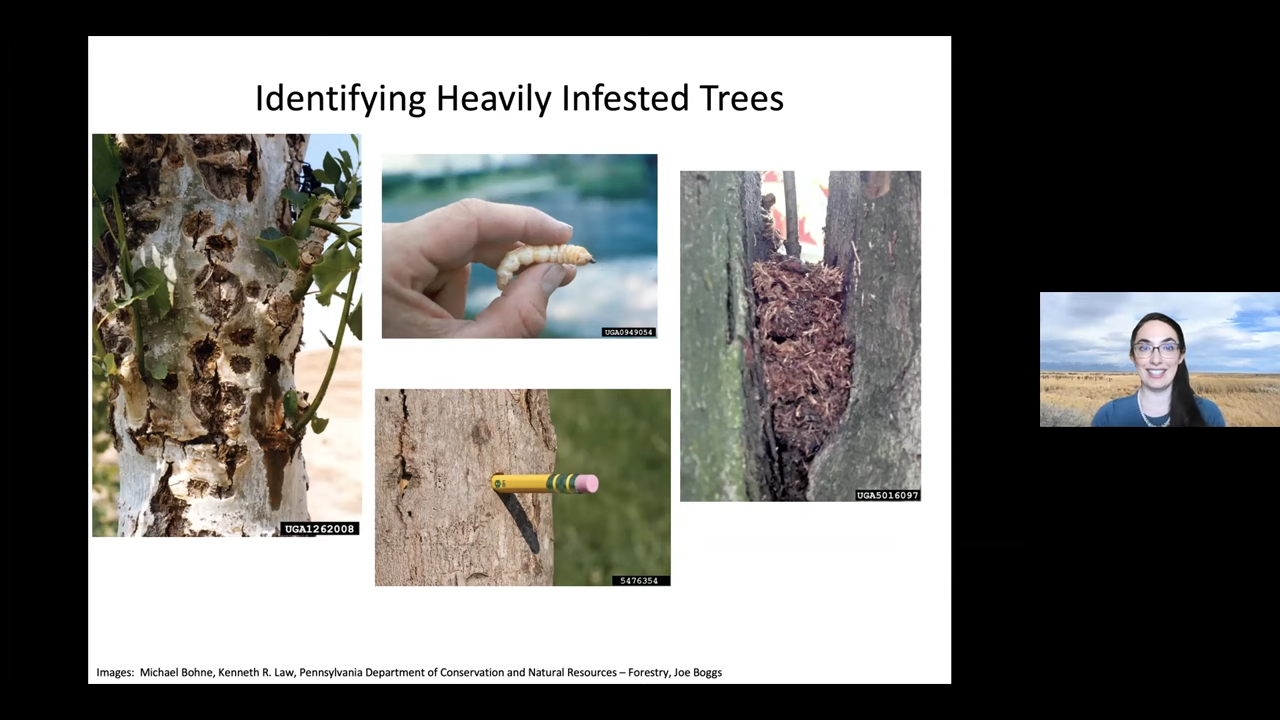 Identifying Heavily Infested Trees
UGA0949054
UGA5016097
UGA1262008
5476354
Images: Michael Bohne, Kenneth R. Law, Pennsylvania Department of Conservation and Natural Resources – Forestry, Joe Boggs